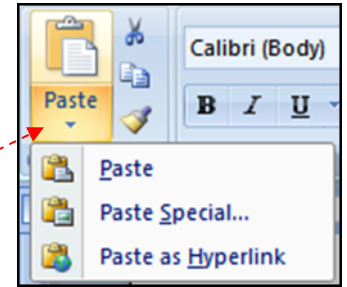 Calibri (Body)
Paste
B I U
Paste
Paste Special...
Paste as Hyperlink